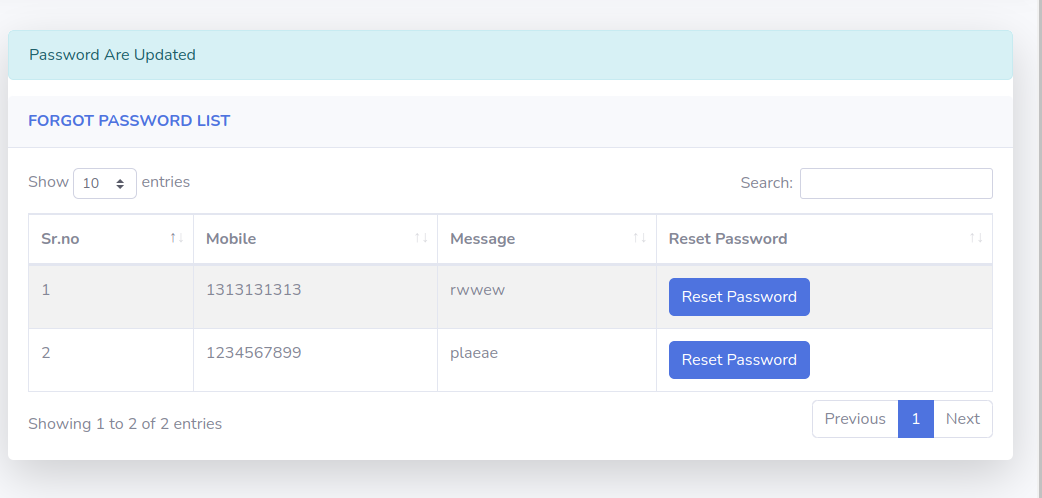 Password Are Updated
FORGOT PASSWORD LIST
Show 10 entries Search:
Sr.no Mobile Message Reset Password
1 1313131313 rwwew Reset Password
2 1234567899 plaeae Reset Password
Showing 1 to 2 of 2 entries Previous 1 Next